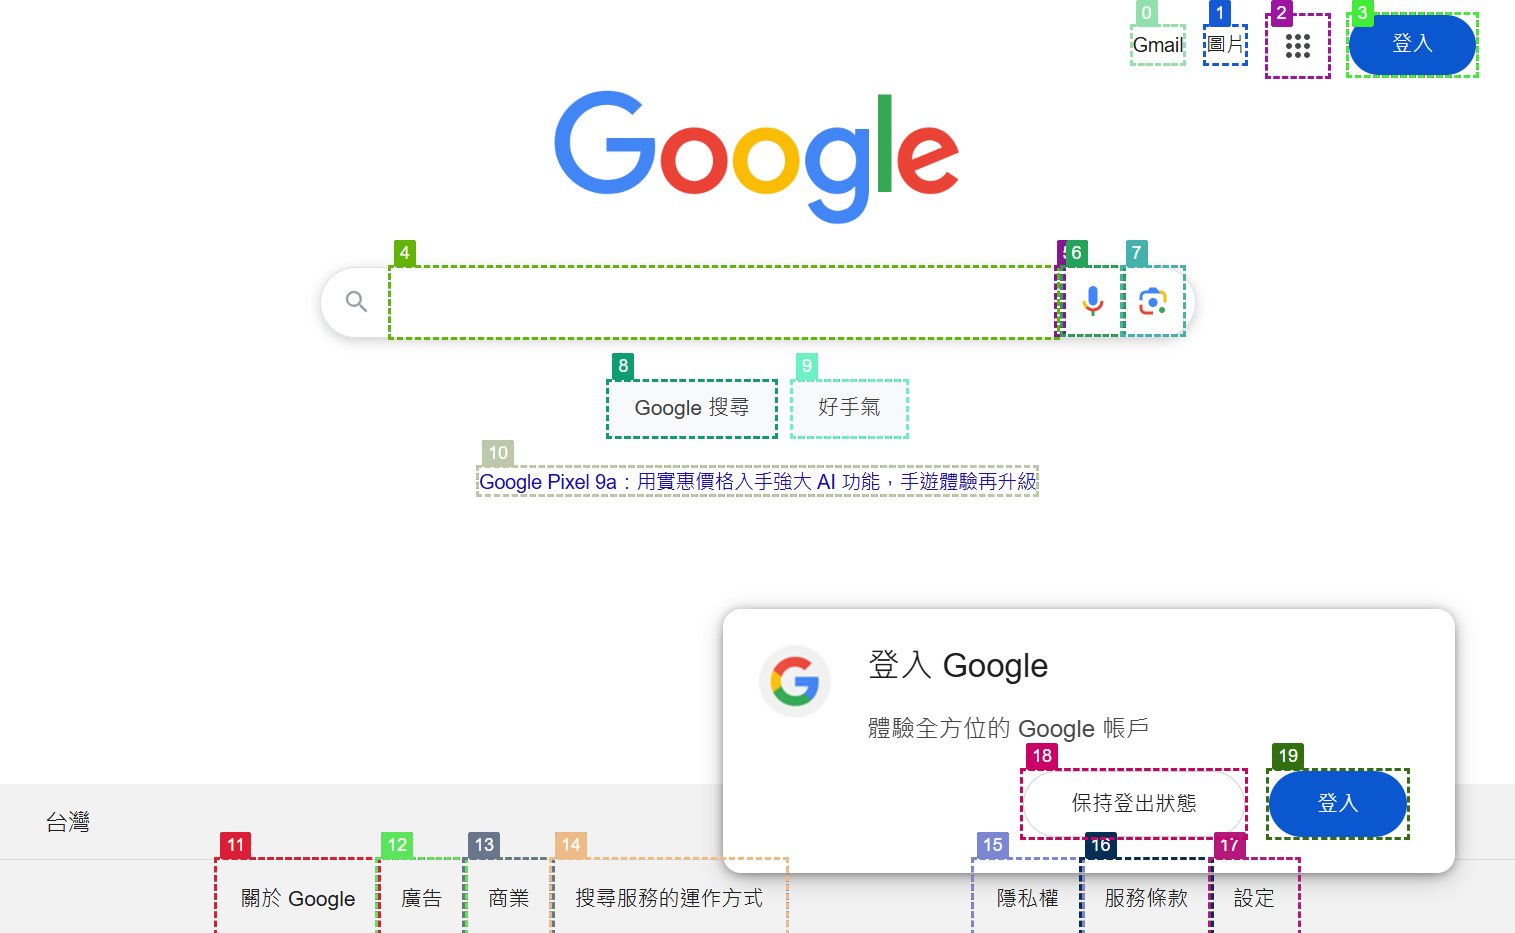 0 1 2 3
Gmail 圖片 登入
Google
4 5 6 7
8 9
Google 搜尋 好手氣
10
Google Pixel 9a：用實惠價格入手強大 AI 功能，手遊體驗再升級
登入 Google
體驗全方位的 Google 帳戶
18 19
保持登出狀態 登入
台灣
11 12 13 14 15 16 17
關於 Google 廣告 商業 搜尋服務的運作方式 隱私權 服務條款 設定